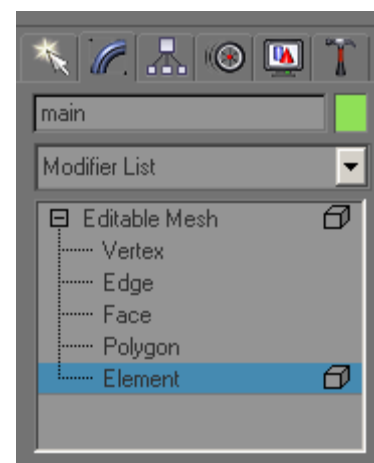 main
Modifier List
Editable Mesh
Vertex
Edge
Face
Polygon
Element